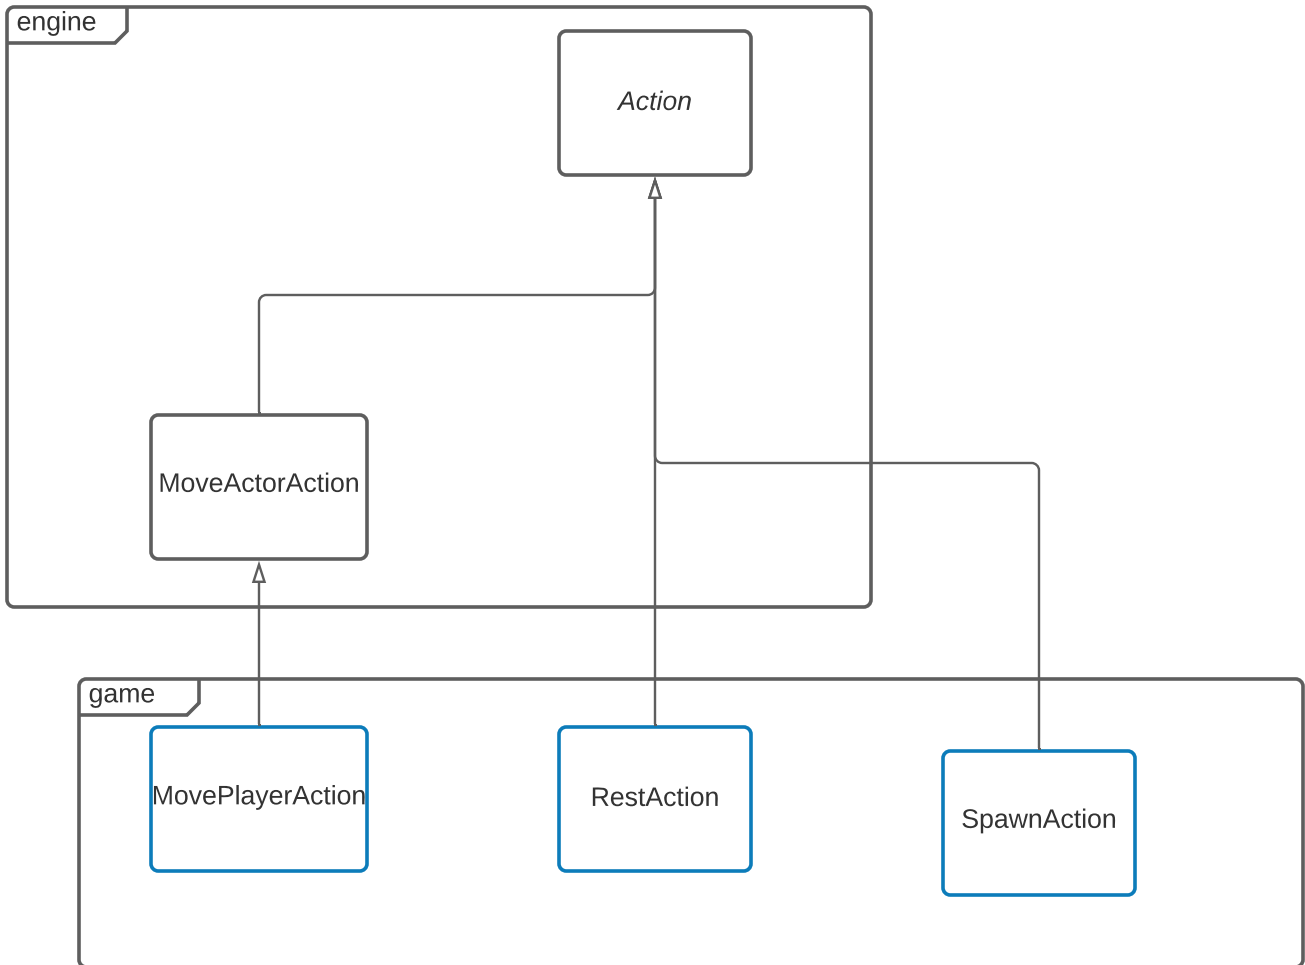 engine
Action
MoveActorAction
game
MovePlayerAction
RestAction
SpawnAction